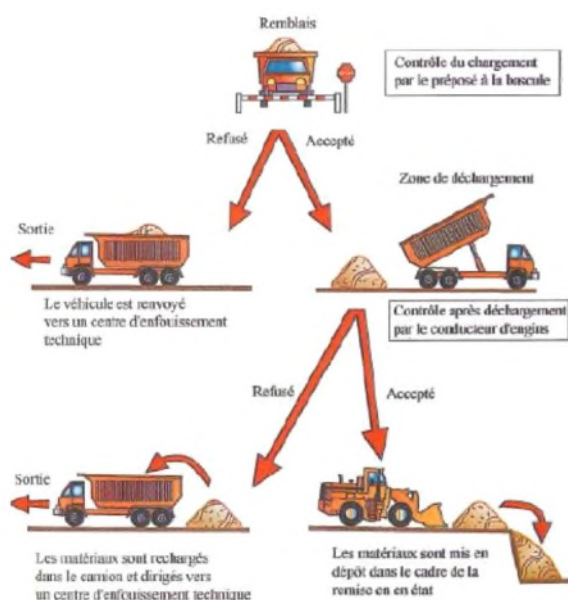 Remblais
Contrôle du chargement
par le préposé à la bascule
Refusé
Accepté
Zone de déchargement
Sortie
Le véhicule est renvoyé
vers un centre d'enfouissement
technique
Contrôle après déchargement
par le conducteur d'engins
Refusé
Accepté
Sortie
Les matériaux sont rechargés
dans le camion et dirigés vers
un centre d'enfouissement technique
Les matériaux sont mis en
dépôt dans le cadre de la
remise en en état